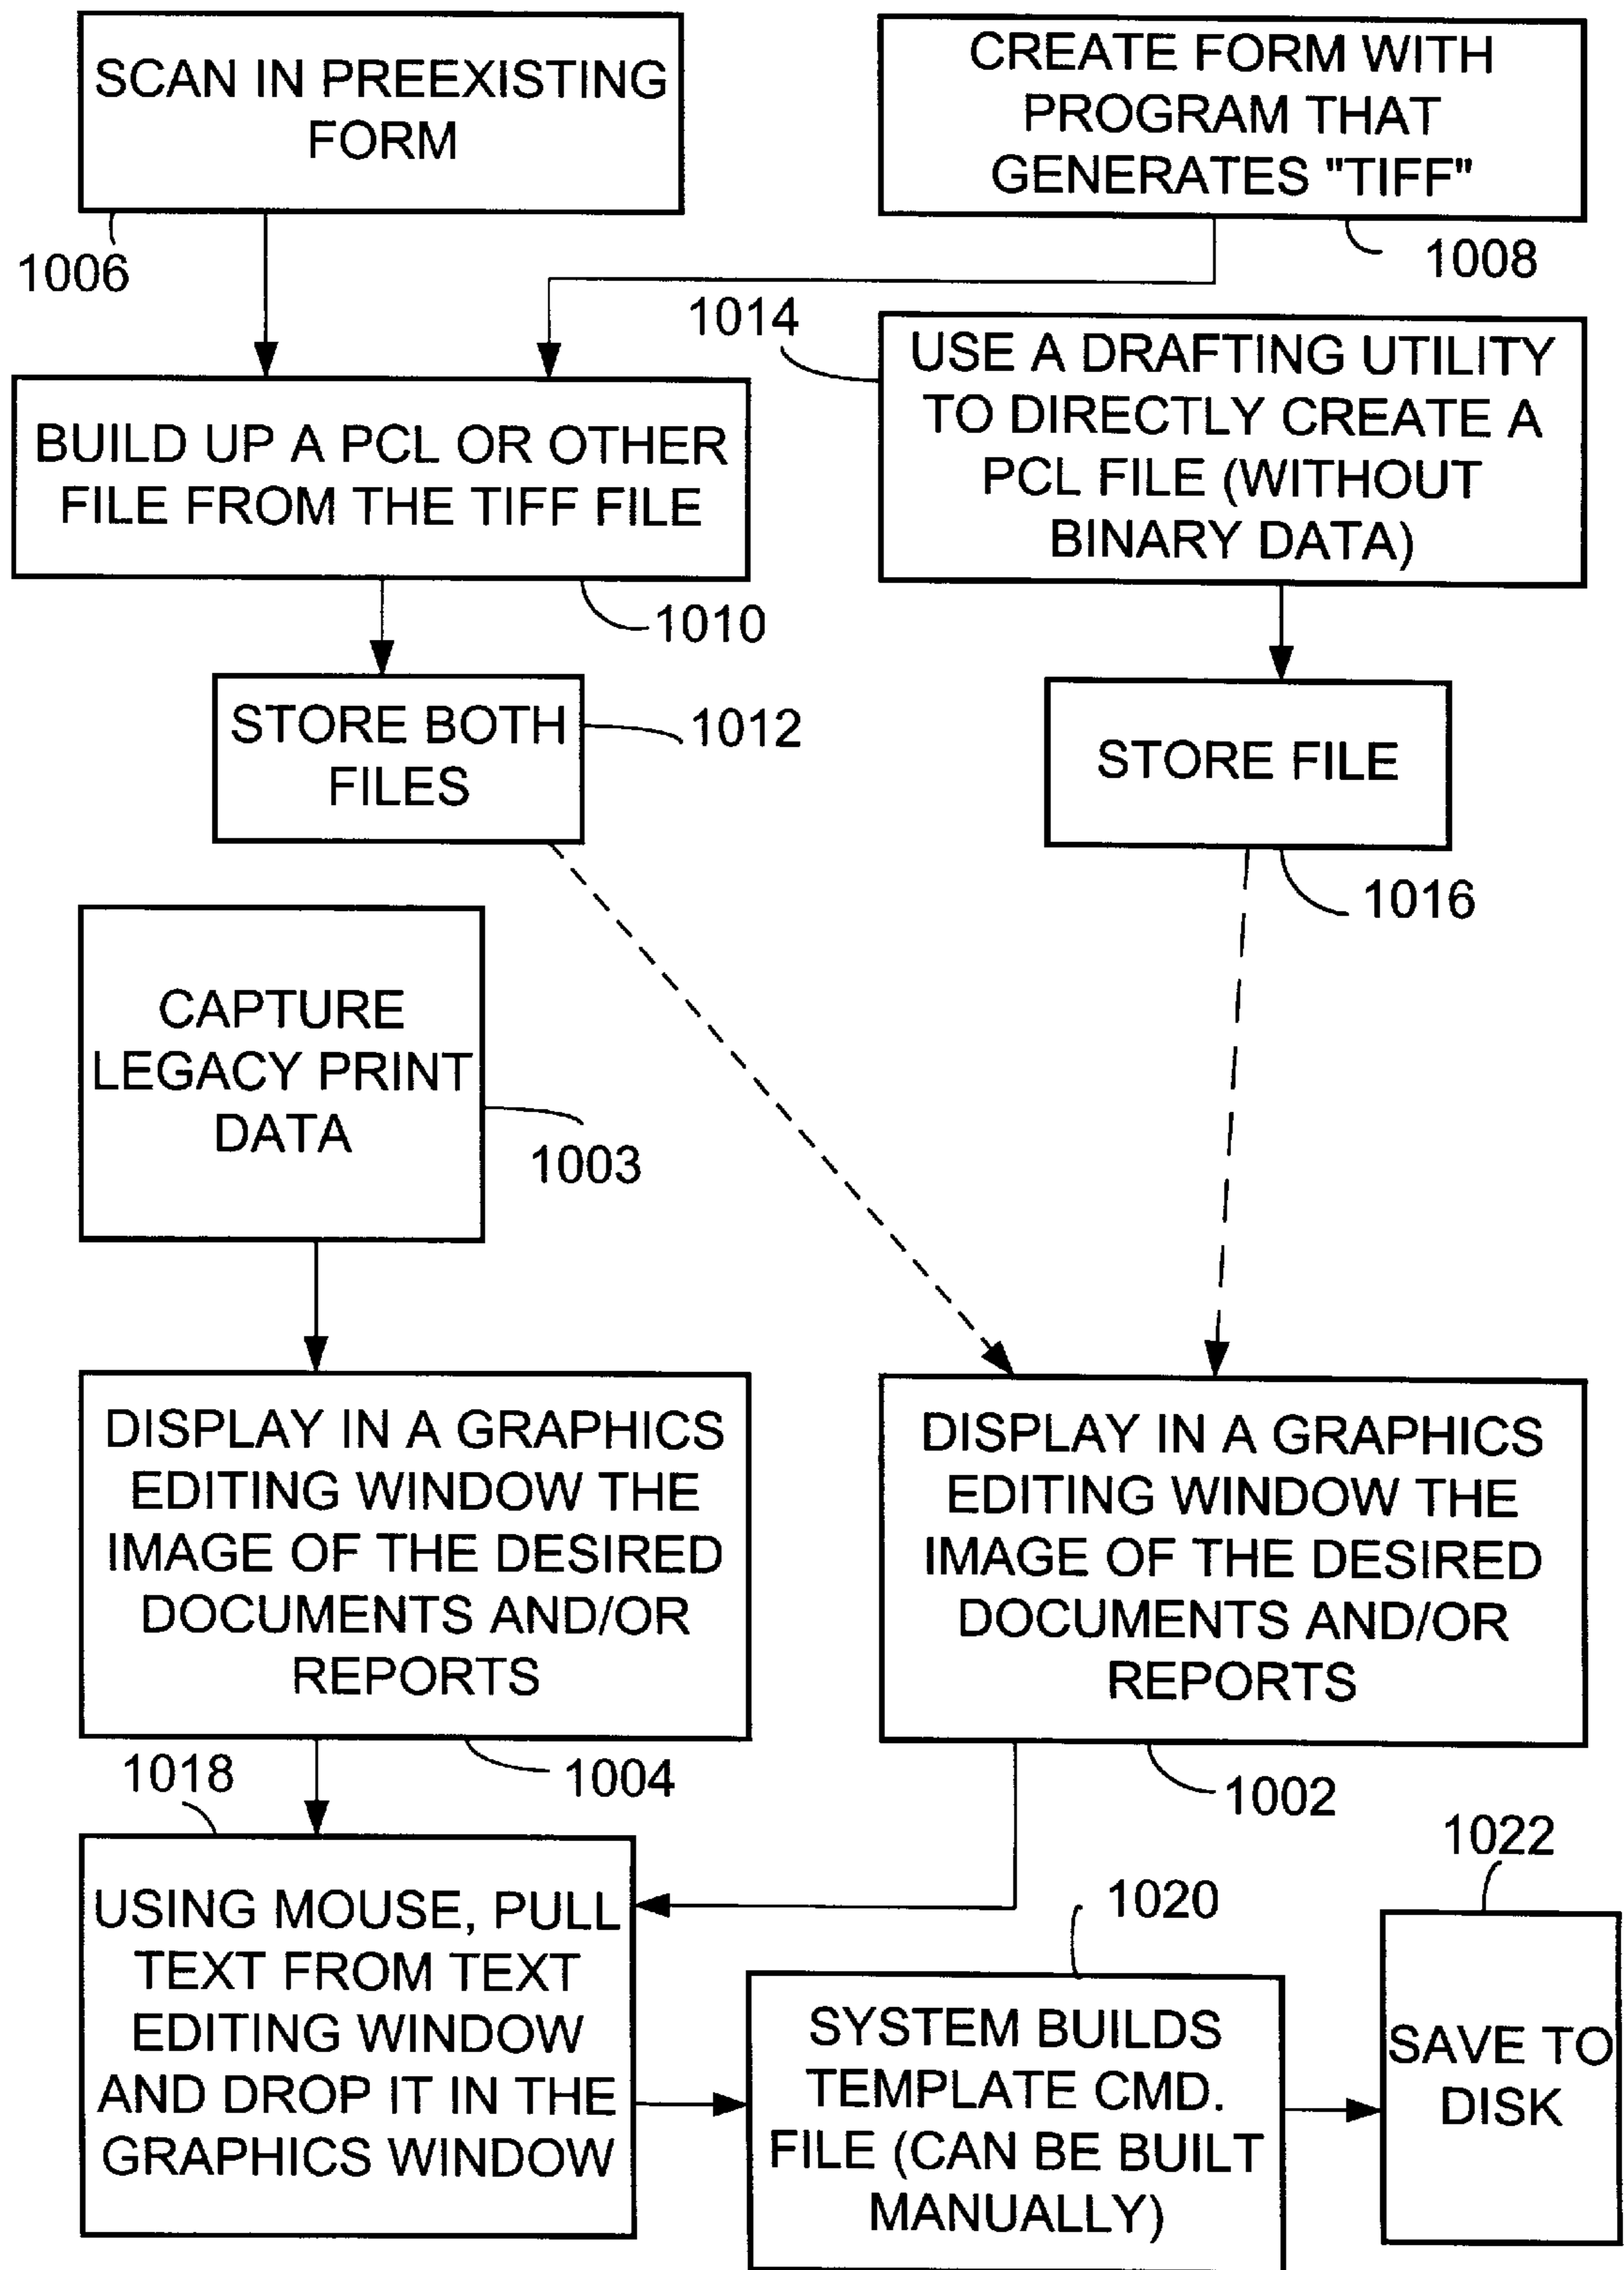 SCAN IN PREEXISTING
FORM
1006
CREATE FORM WITH
PROGRAM THAT
GENERATES "TIFF"
1008
BUILD UP A PCL OR OTHER
FILE FROM THE TIFF FILE
1010
1014
USE A DRAFTING UTILITY
TO DIRECTLY CREATE A
PCL FILE (WITHOUT
BINARY DATA)
STORE BOTH
FILES
1012
STORE FILE
1016
CAPTURE
LEGACY PRINT
DATA
1003
DISPLAY IN A GRAPHICS
EDITING WINDOW THE
IMAGE OF THE DESIRED
DOCUMENTS AND/OR
REPORTS
1004
DISPLAY IN A GRAPHICS
EDITING WINDOW THE
IMAGE OF THE DESIRED
DOCUMENTS AND/OR
REPORTS
1002
1018
USING MOUSE, PULL
TEXT FROM TEXT
EDITING WINDOW
AND DROP IT IN THE
GRAPHICS WINDOW
1020
SYSTEM BUILDS
TEMPLATE CMD.
FILE (CAN BE BUILT
MANUALLY)
1022
SAVE TO
DISK